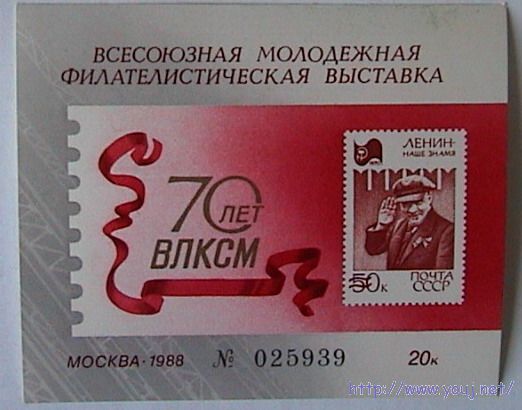 ВСЕСОЮЗНАЯ МОЛОДЕЖНАЯ
ФИЛАТЕЛИСТИЧЕСКАЯ ВЫСТАВКА
70 ЛЕТ
ВЛКСМ
ЛЕНИН-
НАШЕ ЗНАМЯ
50к
ПОЧТА
СССР
МОСКВА·1988 № 025939 20к
http://www.youj.net/